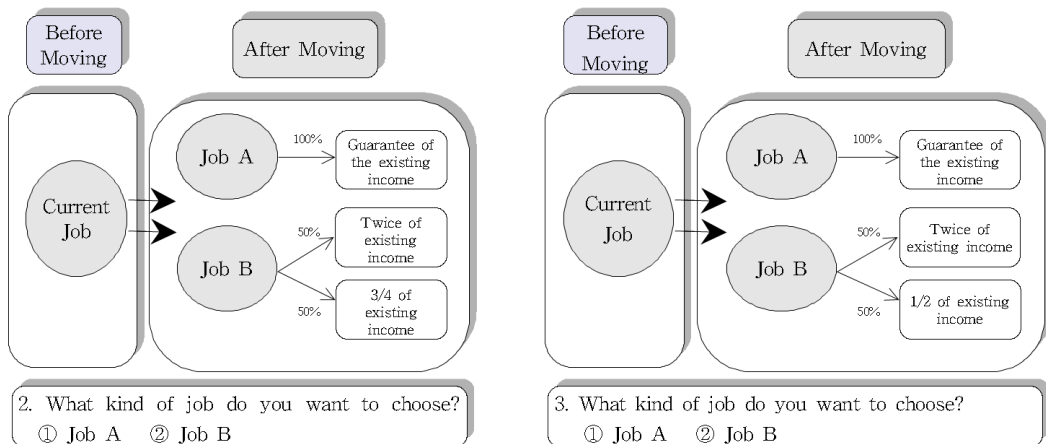 Before
Moving
After Moving
Current
Job
Job A
100%
Guarantee of
the existing
income
Job B
50%
Twice of
existing
income
50%
3/4 of
existing
income
2. What kind of job do you want to choose?
① Job A ② Job B
Before
Moving
After Moving
Current
Job
Job A
100%
Guarantee of
the existing
income
Job B
50%
Twice of
existing income
50%
1/2 of existing
income
3. What kind of job do you want to choose?
① Job A ② Job B